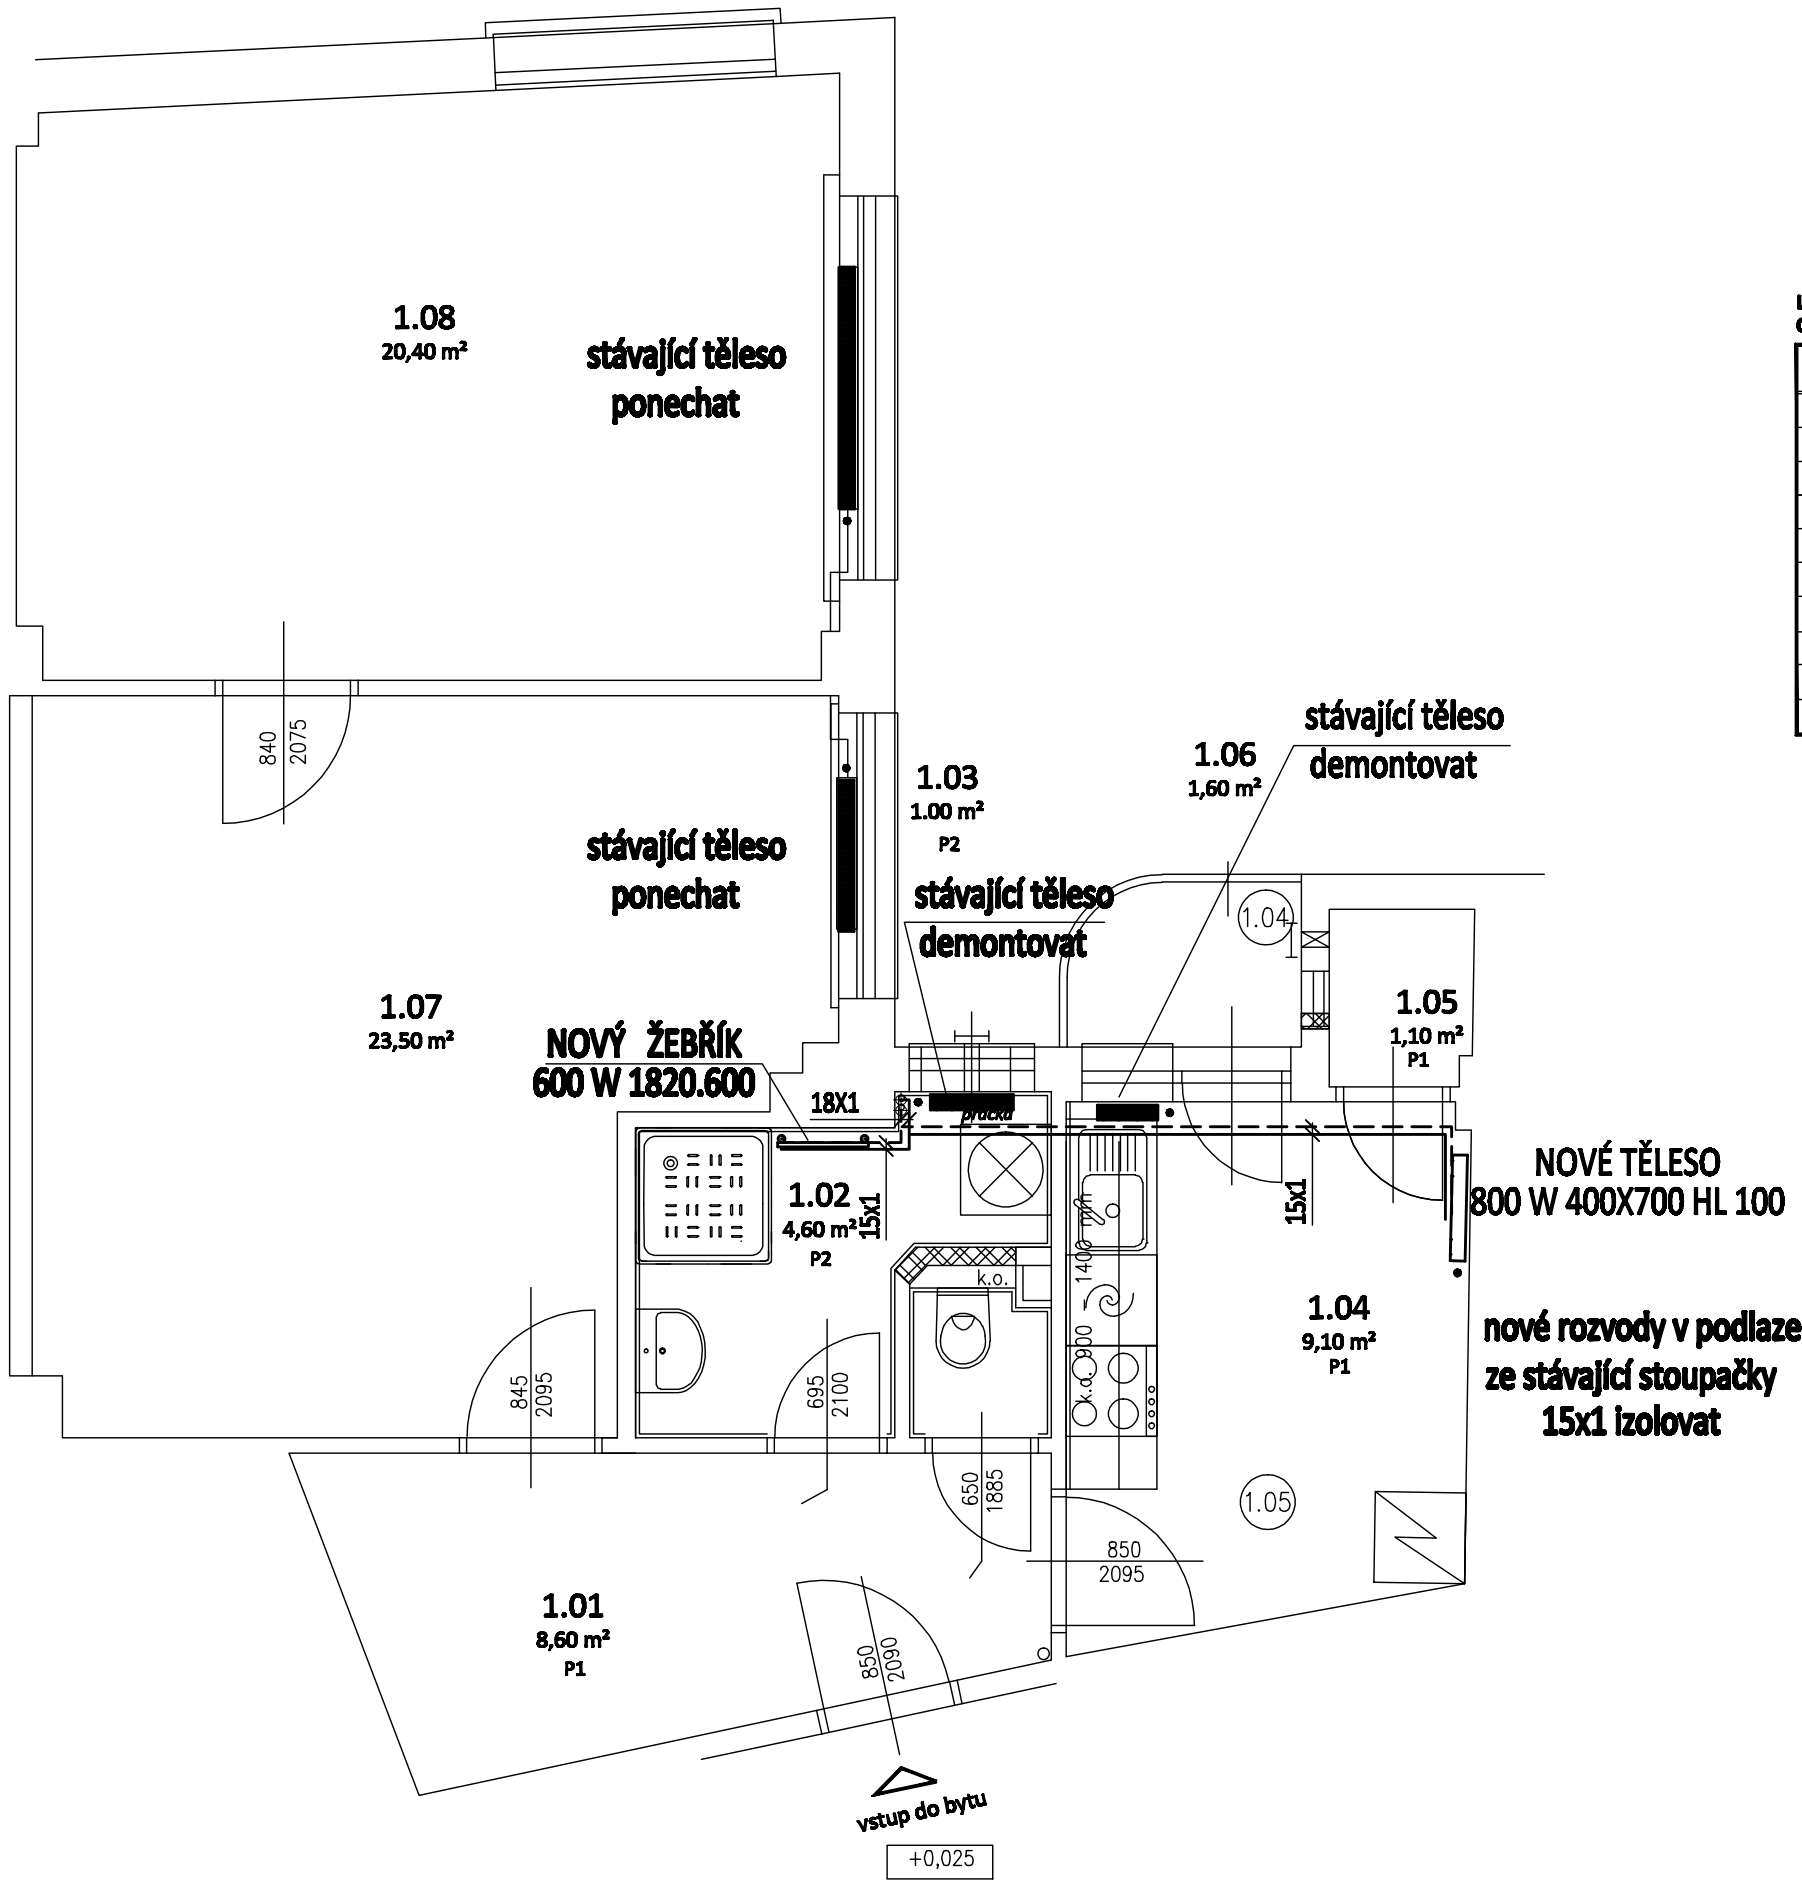 1.08
20,40 m²
stávající těleso
ponechat
840
2075
1.07
23,50 m²
stávající těleso
ponechat
1.03
1.00 m²
P2
stávající těleso
demontovat
1.06
1,60 m²
stávající těleso
demontovat
1.04
1.05
1,10 m²
P1
NOVÝ ŽEBŘÍK
600 W 1820.600
18X1
pračka
1.02
4,60 m²
P2
15x1
15x1
NOVÉ TĚLESO
800 W 400X700 HL 100
k.o.
k.o. 900 – 1400 mm
1.04
9,10 m²
P1
nové rozvody v podlaze
ze stávající stoupačky
15x1 izolovat
845
2095
695
2100
650
1885
1.05
850
2095
1.01
8,60 m²
P1
850
2090
vstup do bytu
+0,025